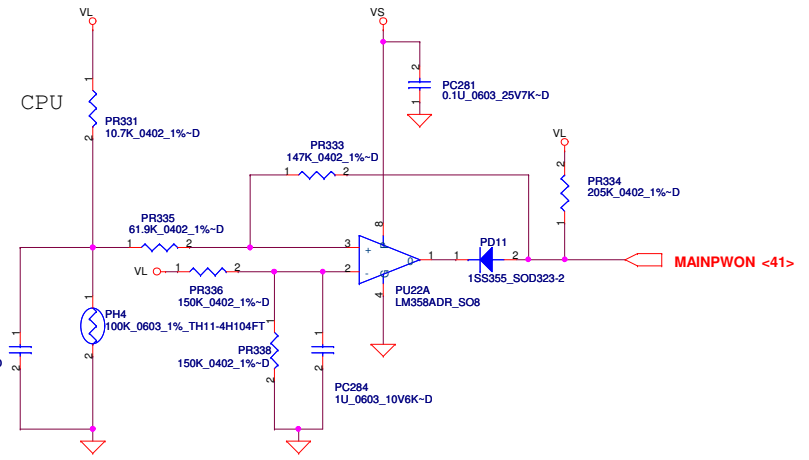 VL
VS
CPU
1
PR331
10.7K_0402_1%~D
2
2
PC281
0.1U_0603_25V7K~D
1
PR333
147K_0402_1%~D
1
2
VL
2
PR334
205K_0402_1%~D
1
PR335
61.9K_0402_1%~D
1
2
8
3
+
2
-
0
1
PU22A
LM358ADR_SO8
4
PD11
1
2
1SS355_SOD323-2
MAINPWON <41>
VL
1
2
PR336
150K_0402_1%~D
1
PH4
100K_0603_1%_TH11-4H104FT
2
1
2
1
PR338
150K_0402_1%~D
2
1
2
PC284
1U_0603_10V6K~D